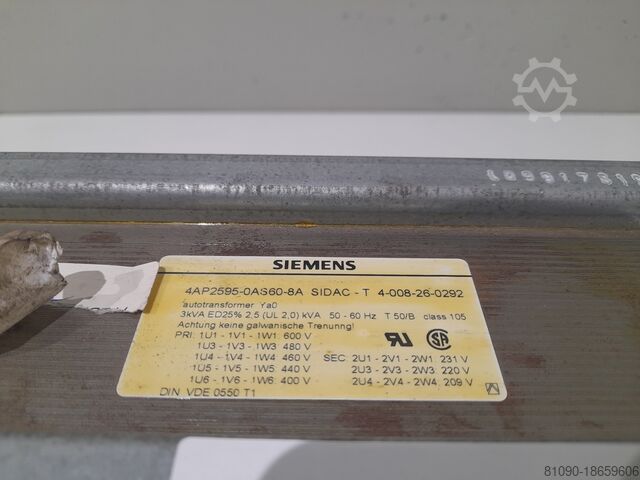 SIEMENS
4AP2595-0AS60-8A SIDAC - T 4-008-26-0292
autotransformer Ya0
3kVA ED25% 2,5 (UL 2,0) kVA 50 - 60 Hz T 50/B class 105
Achtung keine galwanische Trenunng!
PRI. 1U1 - 1V1 - 1W1 600 V
1U3 - 1V3 - 1W3 480 V
1U4 - 1V4 - 1W4 460 V SEC 2U1 - 2V1 - 2W1 231 V
1U5 - 1V5 - 1W5 440 V 2U3 - 2V3 - 2W3 220 V
1U6 - 1V6 - 1W6 400 V 2U4 - 2V4 - 2W4 209 V
DIN VDE 0550 T1
81090-18659606